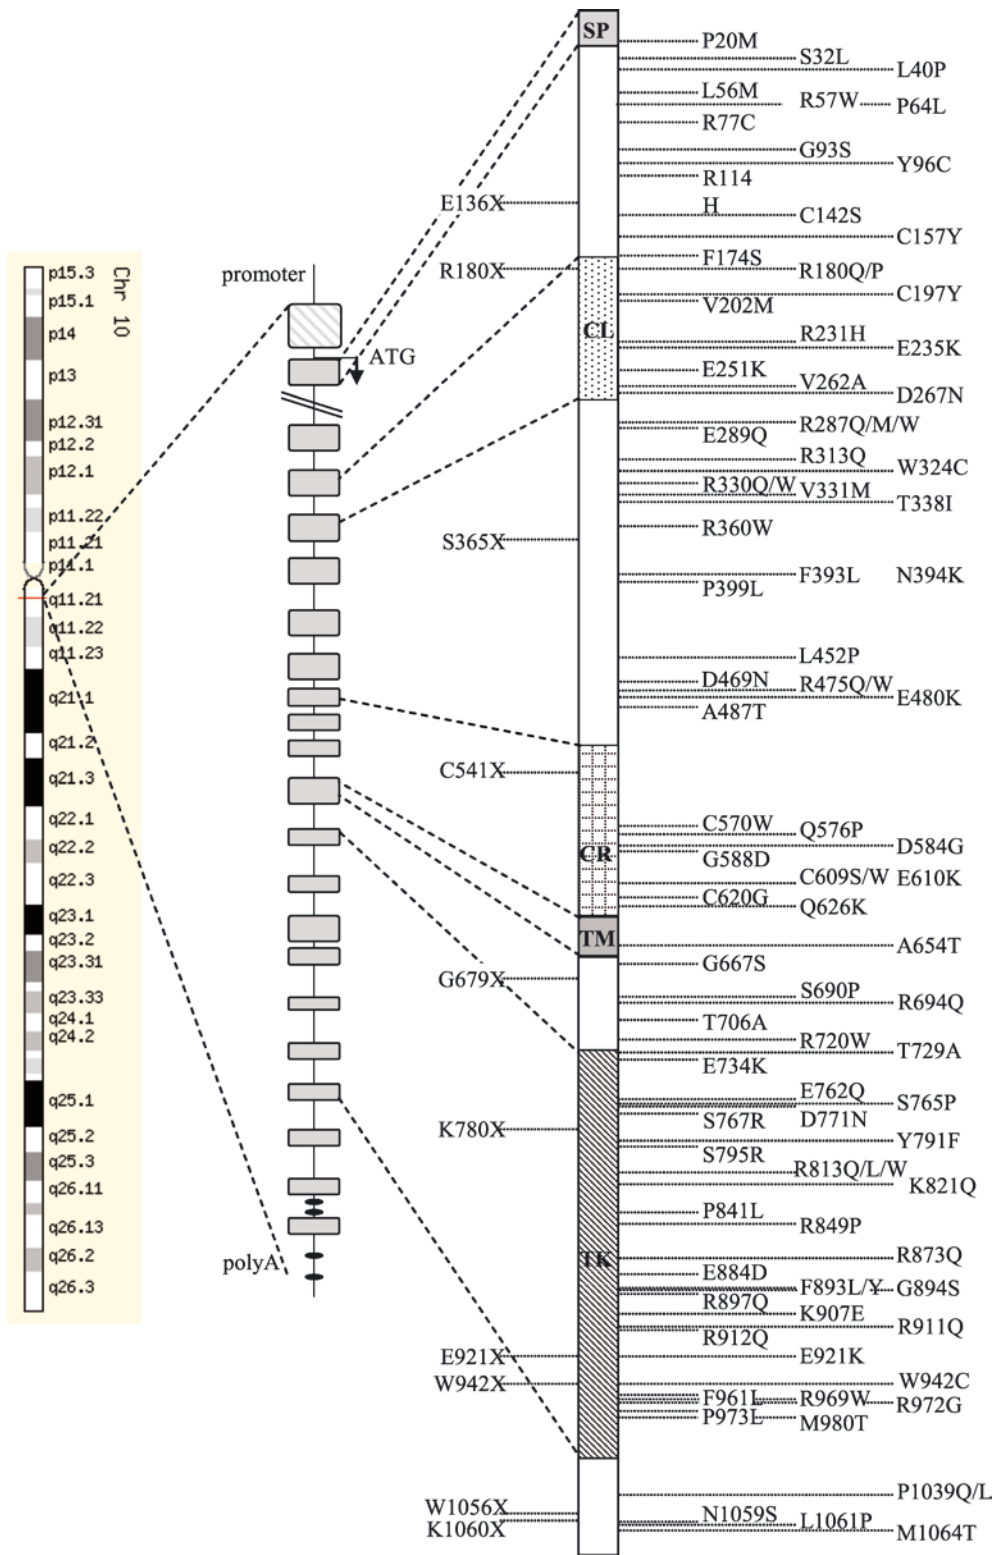 Chr 10
p15.3
p15.1
p14
p13
p12.31
p12.2
p12.1
p11.22
p11.21
p11.1
q11.21
q11.22
q11.23
q21.1
q21.2
q21.3
q22.1
q22.2
q22.3
q23.1
q23.2
q23.31
q23.33
q24.1
q24.2
q25.1
q25.2
q25.3
q26.11
q26.13
q26.2
q26.3
promoter
ATG
polyA
E136X
R180X
S365X
C541X
G679X
K780X
E921X
W942X
W1056X
K1060X
SP
CL
CR
TM
TK
P20M
S32L
L40P
L56M
R57W
P64L
R77C
G93S
Y96C
R114
H
C142S
C157Y
F174S
R180Q/P
C197Y
V202M
R231H
E235K
E251K
V262A
D267N
R287Q/M/W
E289Q
R313Q
W324C
R330Q/W
V331M
T338I
R360W
F393L
N394K
P399L
L452P
D469N
R475Q/W
E480K
A487T
C570W
Q576P
D584G
G588D
C609S/W
E610K
C620G
Q626K
A654T
G667S
S690P
R694Q
T706A
R720W
T729A
E734K
E762Q
S765P
S767R
D771N
Y791F
S795R
R813Q/L/W
K821Q
P841L
R849P
R873Q
E884D
F893L/Y
G894S
R897Q
K907E
R911Q
R912Q
E921K
W942C
F961L
R969W
R972G
P973L
M980T
P1039Q/L
N1059S
L1061P
M1064T